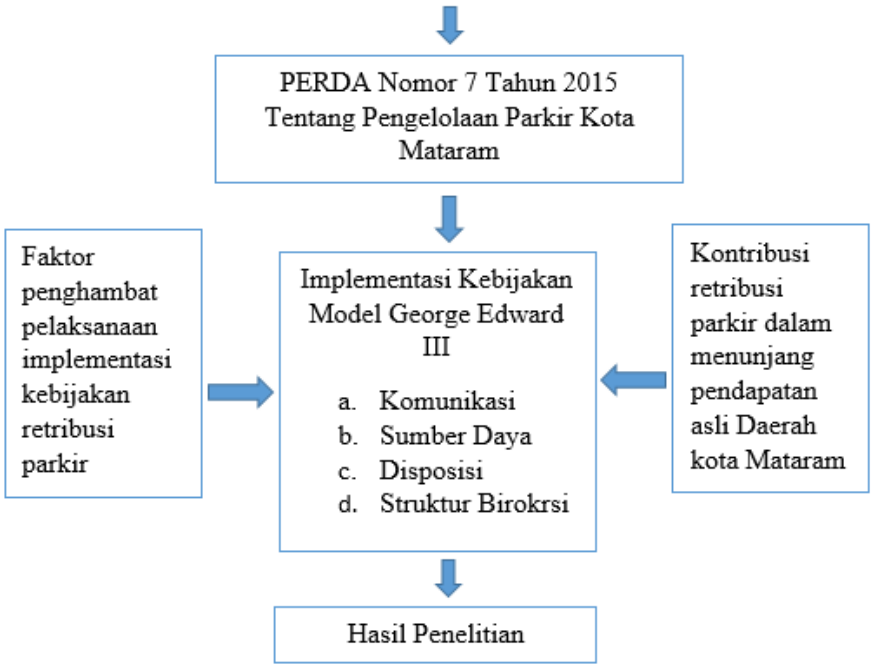 PERDA Nomor 7 Tahun 2015
Tentang Pengelolaan Parkir Kota
Mataram
Faktor
penghambat
pelaksanaan
implementasi
kebijakan
retribusi
parkir
Implementasi Kebijakan
Model George Edward
III
a. Komunikasi
b. Sumber Daya
c. Disposisi
d. Struktur Birokrsi
Kontribusi
retribusi
parkir dalam
menunjang
pendapatan
asli Daerah
kota Mataram
Hasil Penelitian